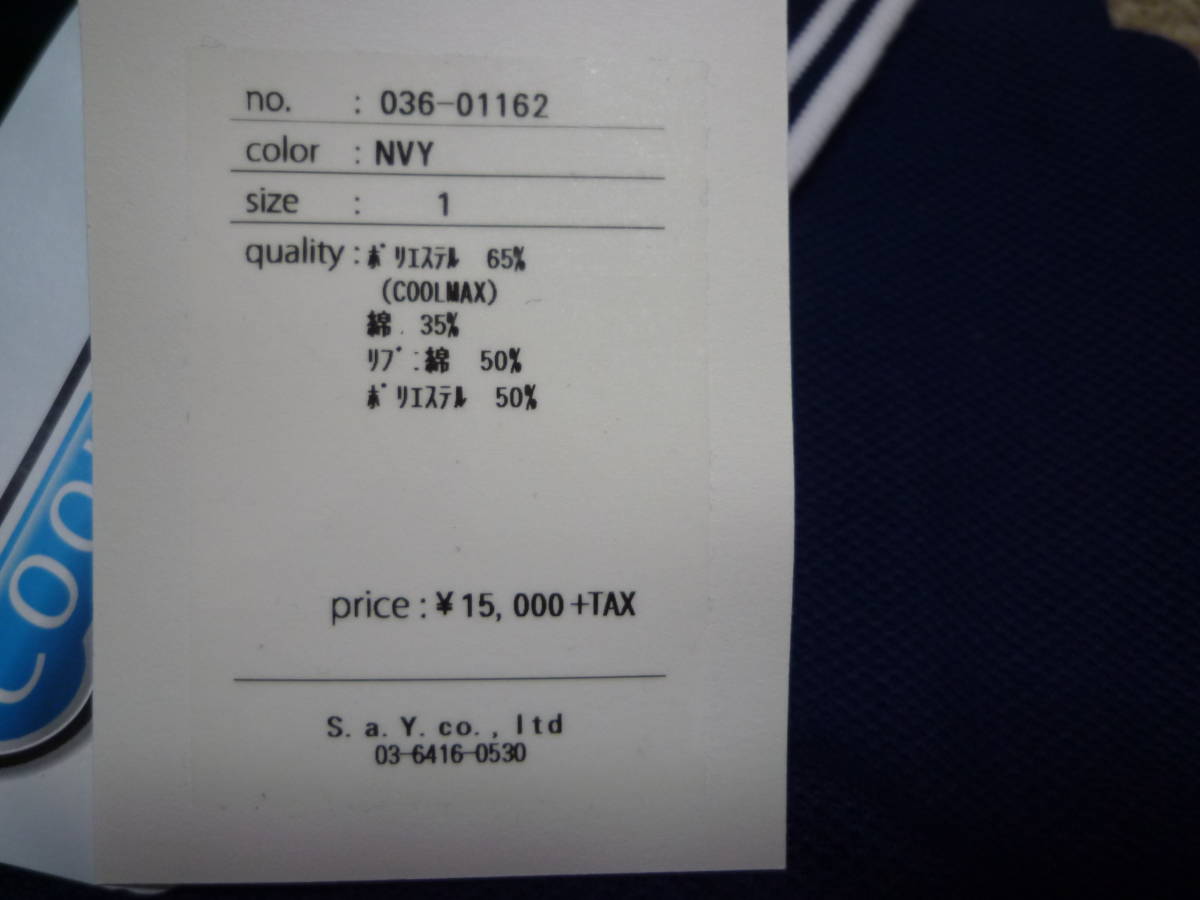 no. : 036-01162
color : NVY
size : 1
quality : ﾎﾟﾘｴｽﾃﾙ 65%
(COOLMAX)
綿 35%
ﾘﾌﾞ:綿 50%
ﾎﾟﾘｴｽﾃﾙ 50%
price : ¥15,000+TAX
S.a.Y.co.,ltd
03-6416-0530
COO